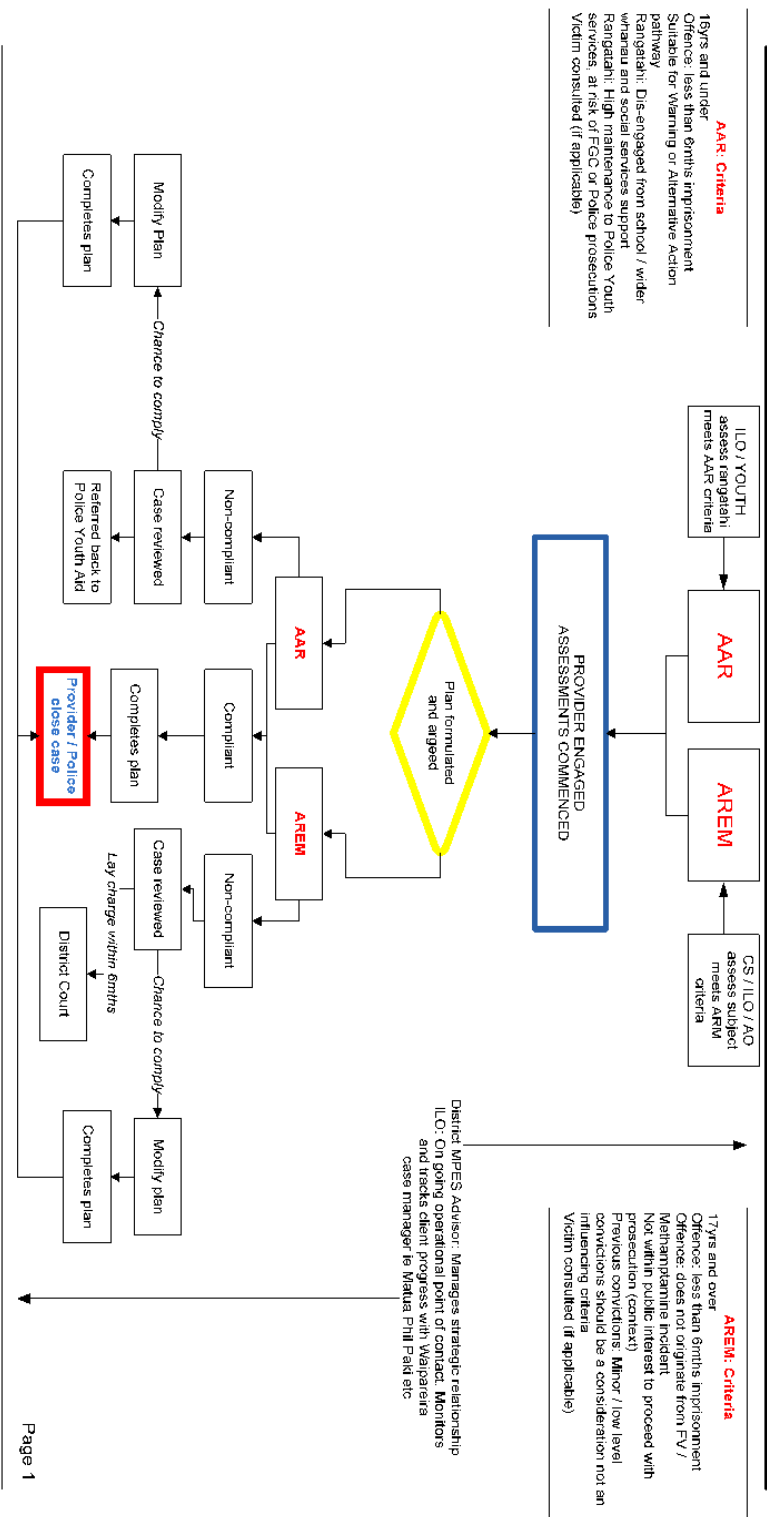 AAR: Criteria
16yrs and under
Offence: less than 6mths imprisonment
Suitable for Warning or Alternative Action
pathway
Rangatahi: Dis-engaged from school / wider
whanau and social services support
Rangatahi: High maintenance to Police Youth
services, at risk of FGC or Police prosecutions
Victim consulted (if applicable)
ILO / YOUTH
assess rangatahi
meets AAR criteria
AAR
AREM
CS / ILO / AO
assess subject
meets ARM
criteria
AREM: Criteria
17yrs and over
Offence: less than 6mths imprisonment
Offence: does not originate from FV /
Methamptamine incident
Not within public interest to proceed with
prosecution (context)
Previous convictions: Minor / low level
convictions should be a consideration not an
influencing criteria
Victim consulted (if applicable)
PROVIDER ENGAGED
ASSESSMENTS COMMENCED
Plan formulated
and argeed
District MPES Advisor: Manages strategic relationship
ILO: On going operational point of contact. Monitors
and tracks client progress with Waipareira
case manager ie Matua Phil Paki etc
AAR
AREM
Non-compliant
Compliant
Non-compliant
Modify Plan
Chance to comply
Case reviewed
Completes plan
Case reviewed
Chance to comply
Modify plan
Completes plan
Referred back to
Police Youth Aid
Provider / Police
close case
Lay charge within 6mths
District Court
Completes plan
Page 1